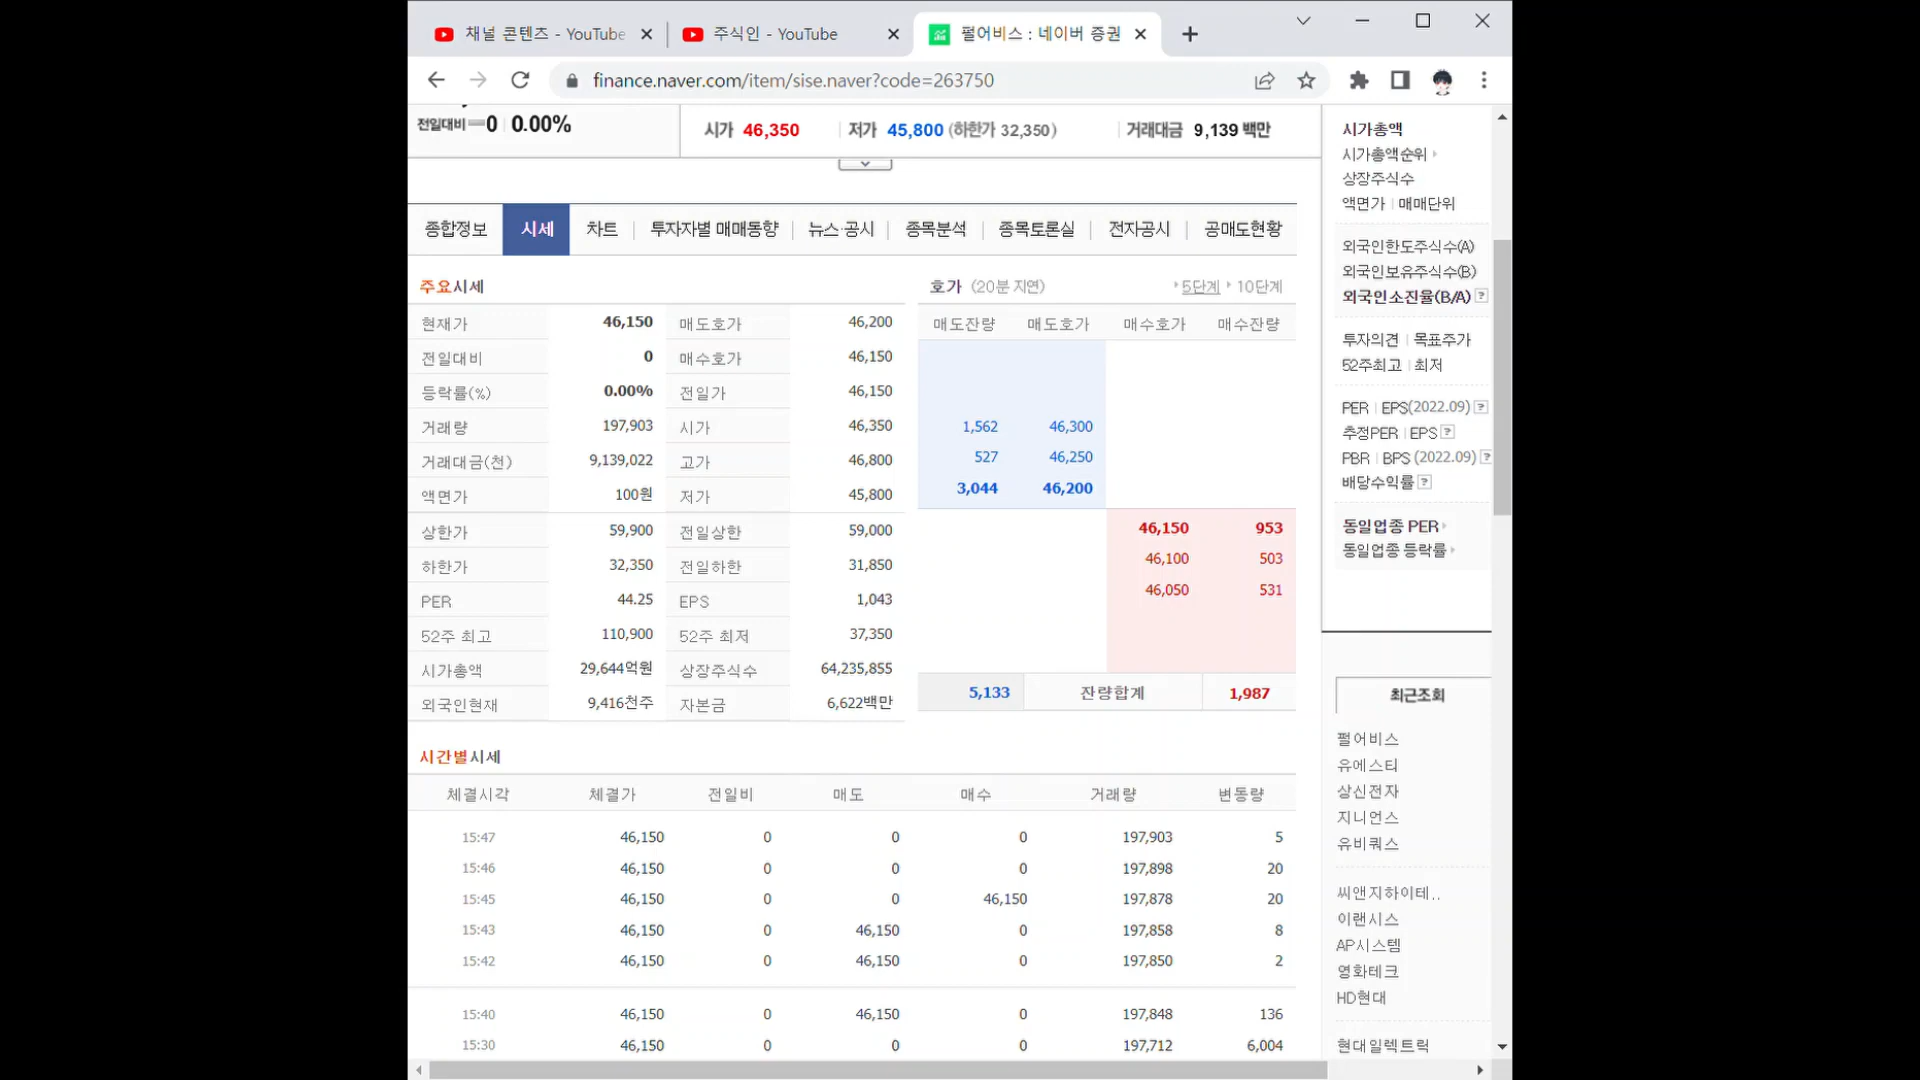 채널 콘텐츠 - YouTube
주식인 - YouTube
펄어비스 : 네이버 증권
finance.naver.com/item/sise.naver?code=263750
전일대비 0 0.00%
시가 46,350 저가 45,800 (하한가 32,350) 거래대금 9,139 백만
종합정보 시세 차트 투자자별 매매동향 뉴스·공시 종목분석 종목토론실 전자공시 공매도현황
주요시세
현재가 46,150 매도호가 46,200
전일대비 0 매수호가 46,150
등락률(%) 0.00% 전일가 46,150
거래량 197,903 시가 46,350
거래대금(천) 9,139,022 고가 46,800
액면가 100원 저가 45,800
상한가 59,900 전일상한 59,000
하한가 32,350 전일하한 31,850
PER 44.25 EPS 1,043
52주 최고 110,900 52주 최저 37,350
시가총액 29,644억원 상장주식수 64,235,855
외국인현재 9,416천주 자본금 6,622백만
호가 (20분 지연) 5단계 10단계
매도잔량 매도호가 매수호가 매수잔량
1,562 46,300
527 46,250
3,044 46,200
46,150 953
46,100 503
46,050 531
5,133 잔량합계 1,987
시간별시세
체결시각 체결가 전일비 매도 매수 거래량 변동량
15:47 46,150 0 0 0 197,903 5
15:46 46,150 0 0 0 197,898 20
15:45 46,150 0 0 46,150 197,878 20
15:43 46,150 0 46,150 0 197,858 8
15:42 46,150 0 46,150 0 197,850 2
15:40 46,150 0 46,150 0 197,848 136
15:30 46,150 0 0 0 197,712 6,004
시가총액
시가총액순위
상장주식수
액면가 매매단위
외국인한도주식수(A)
외국인보유주식수(B)
외국인소진율(B/A) ?
투자의견 목표주가
52주최고 최저
PER EPS(2022.09) ?
추정PER EPS ?
PBR BPS (2022.09) ?
배당수익률 ?
동일업종 PER
동일업종 등락률
최근조회
펄어비스
유에스티
상신전자
지니언스
유비쿼스
씨앤지하이테..
이랜시스
AP시스템
영화테크
HD현대
현대일렉트릭